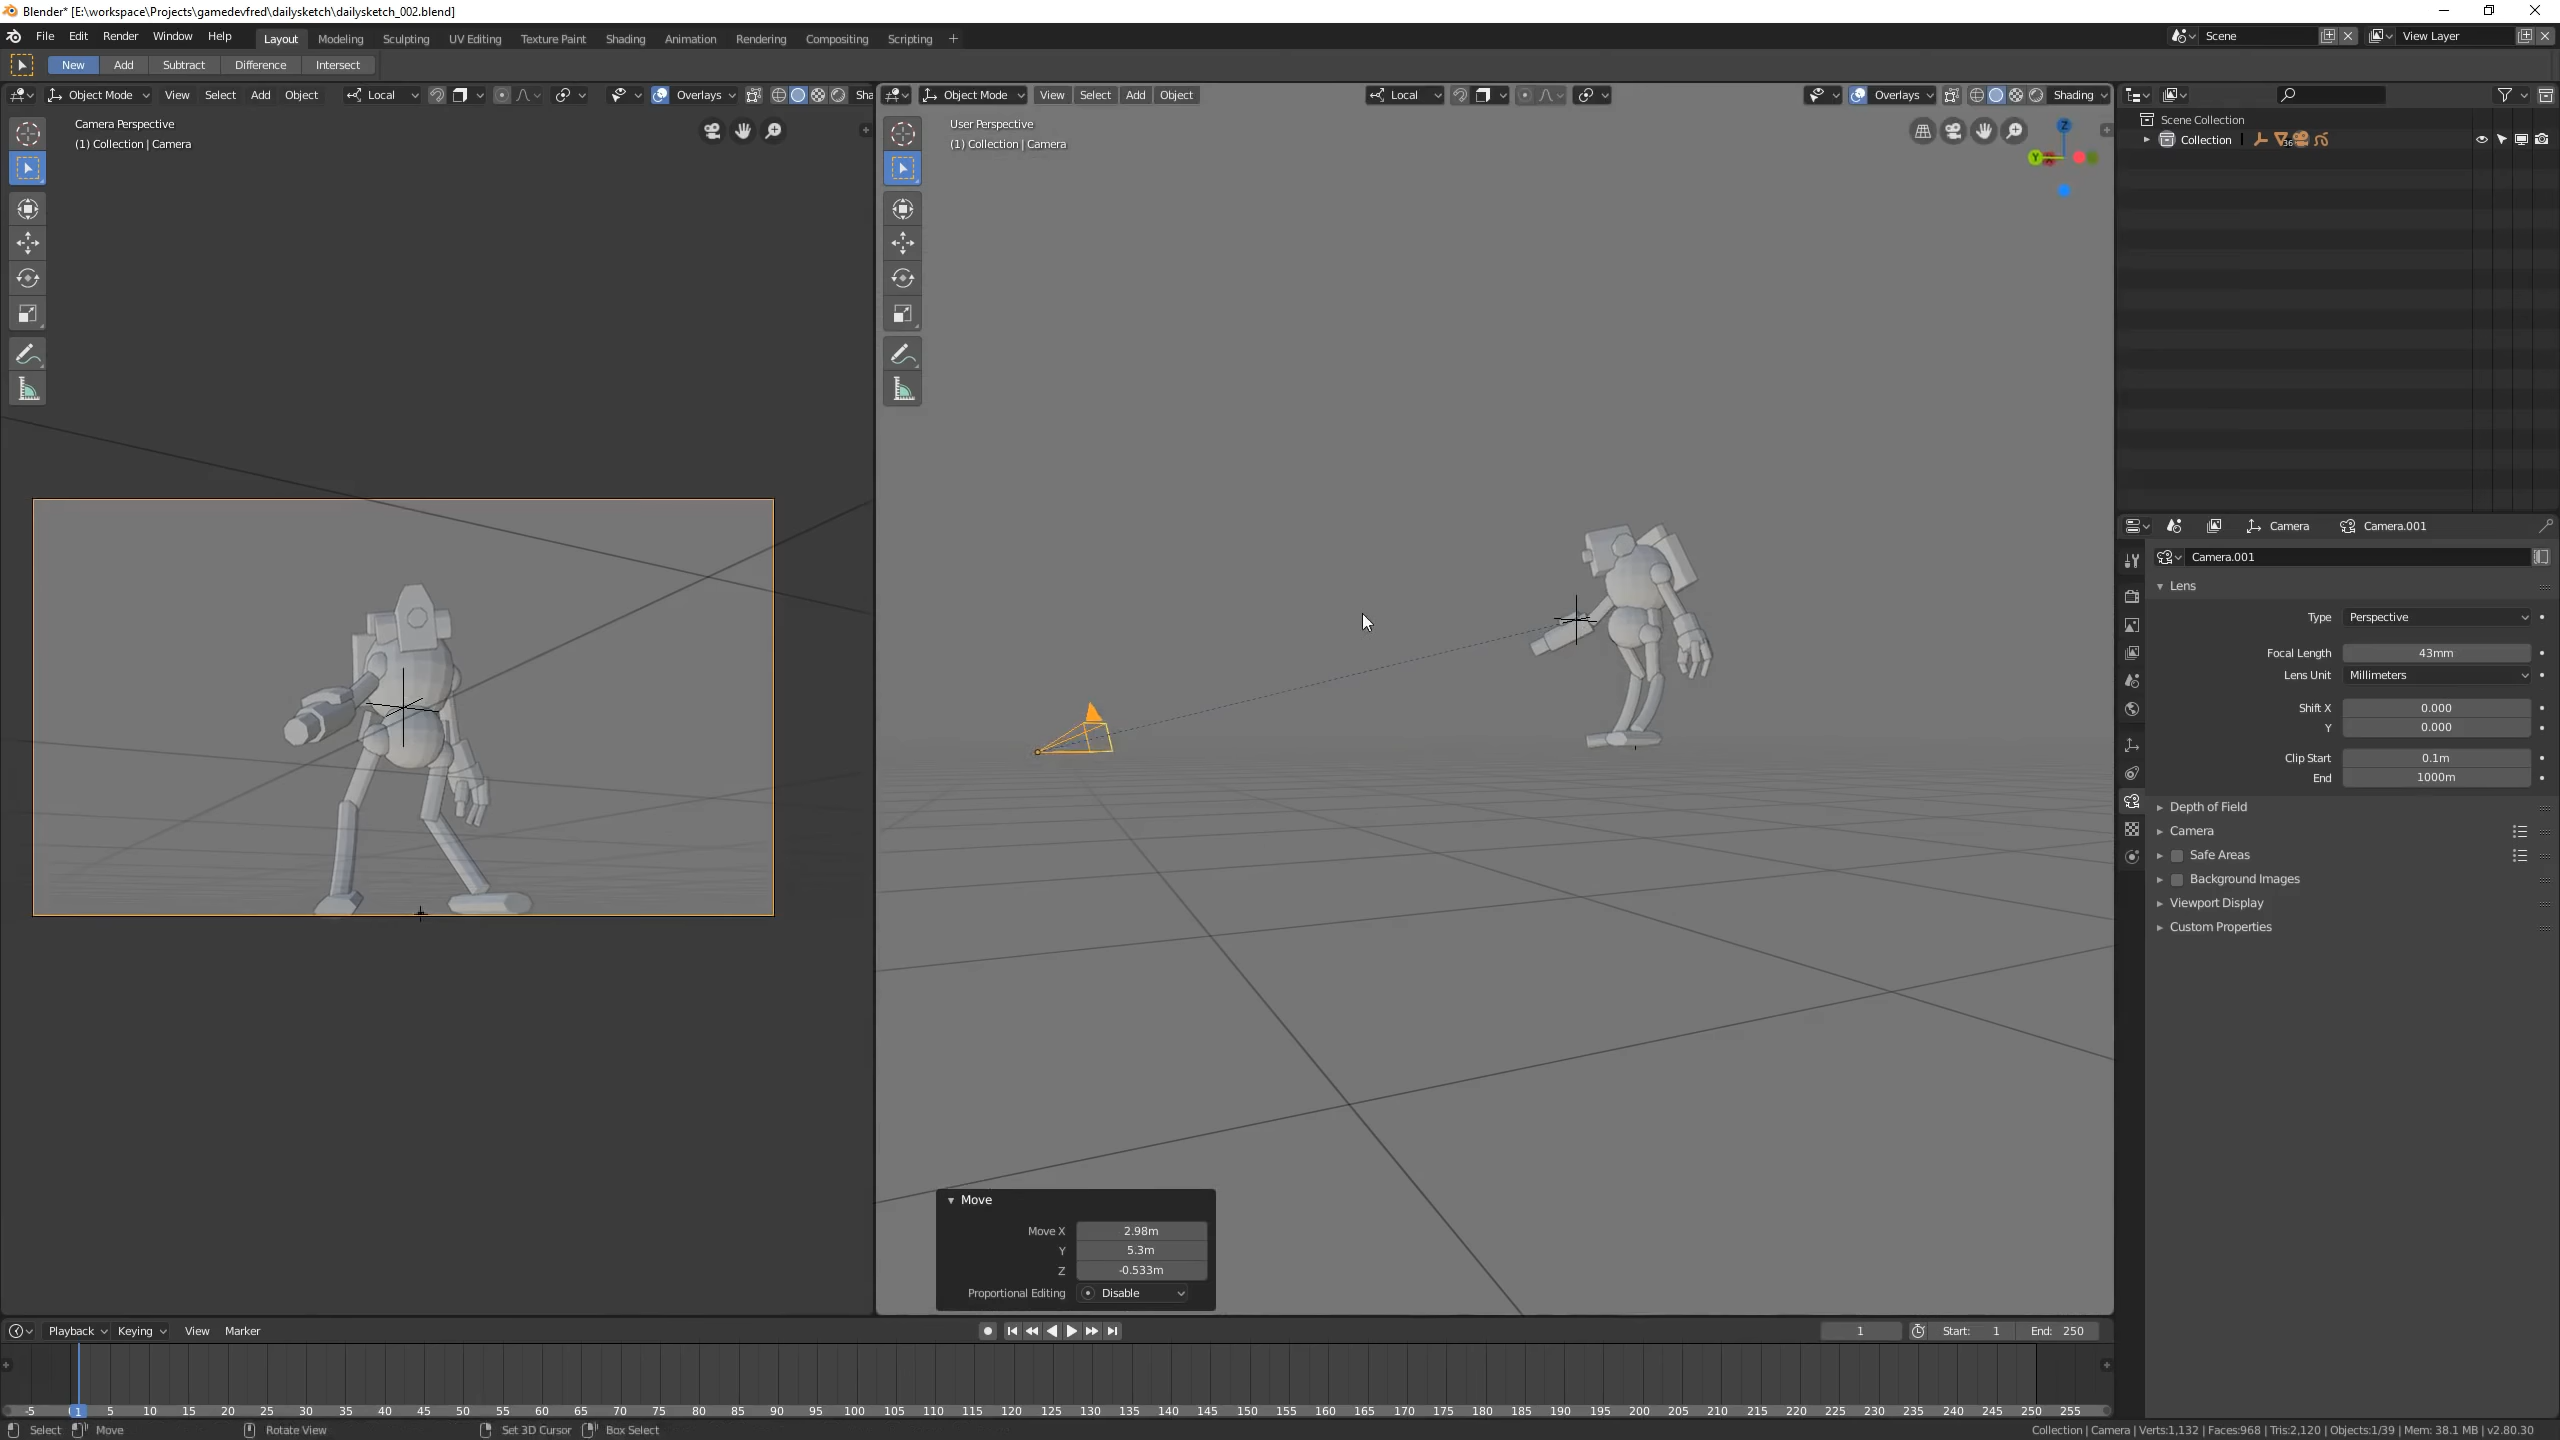 Blender* [E:\workspace\Projects\gamedevfred\dailysketch\dailysketch_002.blend]
File Edit Render Window Help Layout Modeling Sculpting UV Editing Texture Paint Shading Animation Rendering Compositing Scripting + Scene View Layer
New Add Subtract Difference Intersect
Object Mode View Select Add Object Local Overlays Sha
Object Mode View Select Add Object Local Overlays Shading
Camera Perspective
(1) Collection | Camera
User Perspective
(1) Collection | Camera
Z
Y
Scene Collection
Collection 36
Camera Camera.001
Camera.001
Lens
Type Perspective
Focal Length 43mm
Lens Unit Millimeters
Shift X 0.000
Y 0.000
Clip Start 0.1m
End 1000m
Depth of Field
Camera
Safe Areas
Background Images
Viewport Display
Custom Properties
Move
Move X 2.98m
Y 5.3m
Z -0.533m
Proportional Editing Disable
Playback Keying View Marker 1 Start: 1 End: 250
-5 1 5 10 15 20 25 30 35 40 45 50 55 60 65 70 75 80 85 90 95 100 105 110 115 120 125 130 135 140 145 150 155 160 165 170 175 180 185 190 195 200 205 210 215 220 225 230 235 240 245 250 255
Select Move Rotate View Set 3D Cursor Box Select Collection | Camera | Verts:1,132 | Faces:968 | Tris:2,120 | Objects:1/39 | Mem: 38.1 MB | v2.80.30